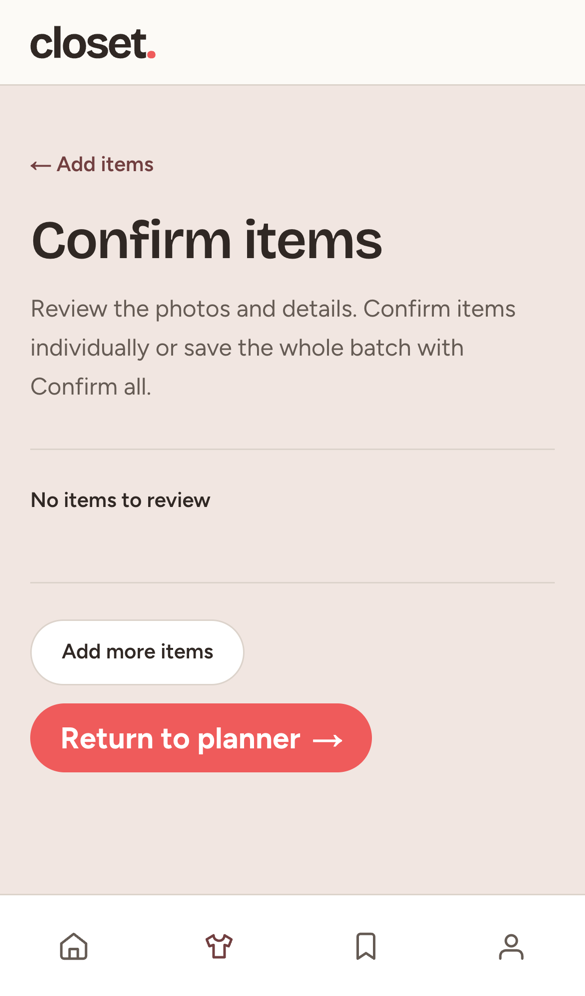 closet.
← Add items
Confirm items
Review the photos and details. Confirm items
individually or save the whole batch with
Confirm all.
No items to review
Add more items
Return to planner →